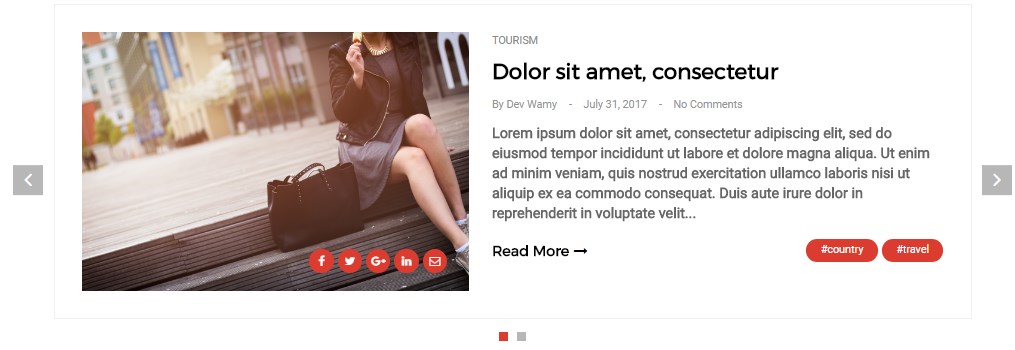 TOURISM
Dolor sit amet, consectetur
By Dev Wamy - July 31, 2017 - No Comments
Lorem ipsum dolor sit amet, consectetur adipiscing elit, sed do
eiusmod tempor incididunt ut labore et dolore magna aliqua. Ut enim
ad minim veniam, quis nostrud exercitation ullamco laboris nisi ut
aliquip ex ea commodo consequat. Duis aute irure dolor in
reprehenderit in voluptate velit...
Read More →
#country #travel